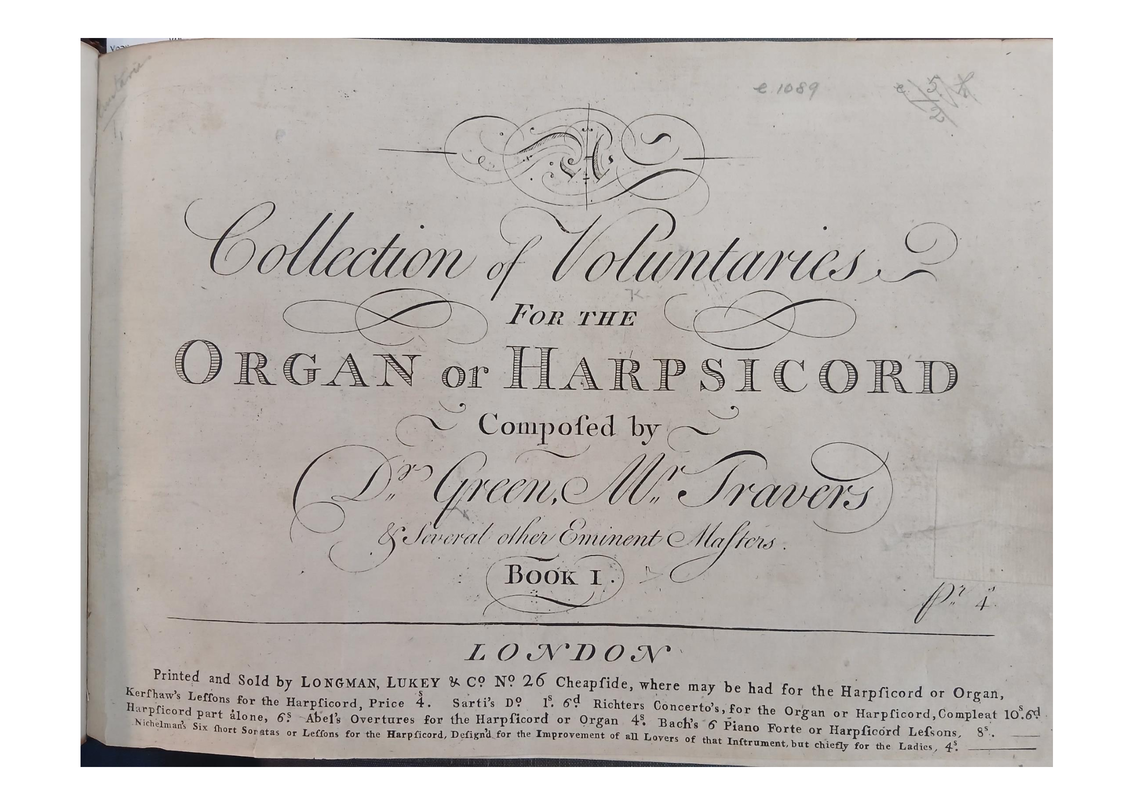 e 1089
A
Collection of Voluntaries
FOR THE
ORGAN or HARPSICORD
Compoſed by
Dr. Green, Mr. Travers
& Several other Eminent Maſters.
BOOK I.
Pr. 4s.
LONDON
Printed and Sold by LONGMAN, LUKEY & Co. No. 26 Cheapſide, where may be had for the Harpſicord or Organ,
Kerſhaw's Leſſons for the Harpſicord, Price 4s. Sarti's Do. 1s. 6d Richters Concerto's, for the Organ or Harpſicord, Compleat 10s. 6d
Harpſicord part alone, 6s. Abel's Overtures for the Harpſicord or Organ 4s. Bach's 6 Piano Forte or Harpſicord Leſsons, 8s.
Nichelman's Six ſhort Sonatas or Leſſons for the Harpſicord, Deſign'd for the Improvement of all Lovers of that Inſtrument, but chiefly for the Ladies, 4s.